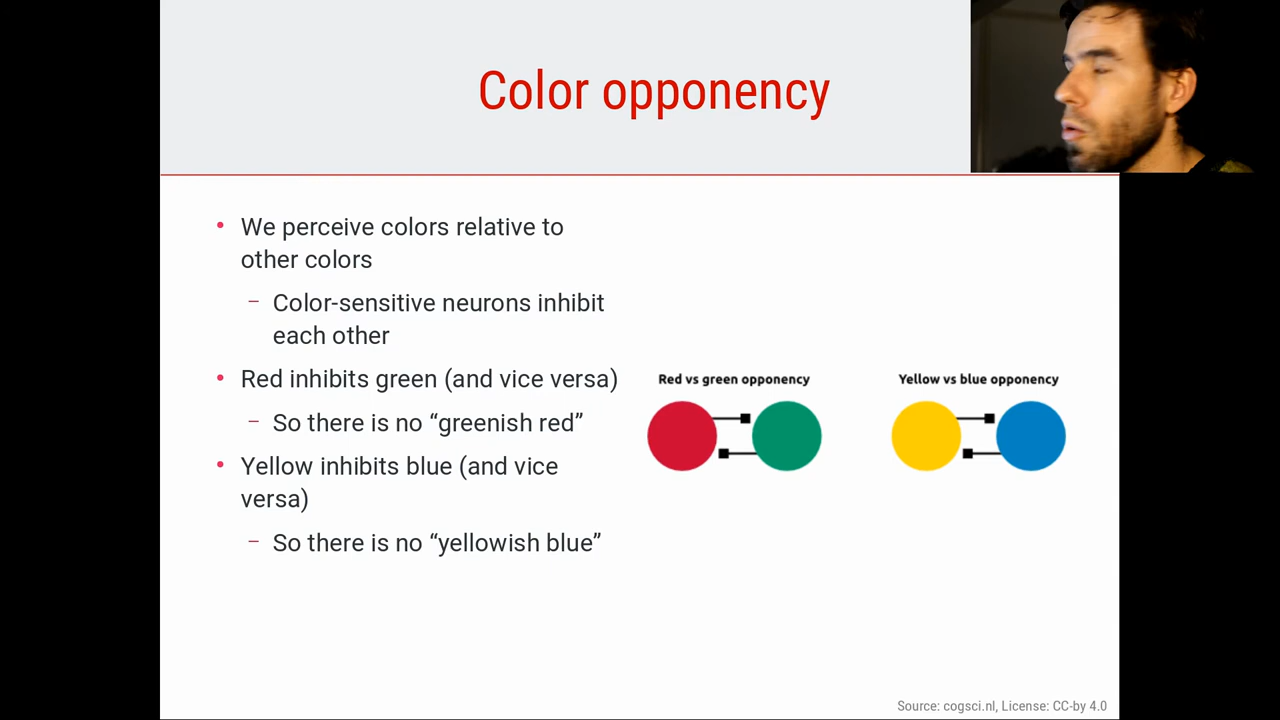 Color opponency
• We perceive colors relative to
other colors
– Color-sensitive neurons inhibit
each other
• Red inhibits green (and vice versa)
– So there is no “greenish red”
• Yellow inhibits blue (and vice
versa)
– So there is no “yellowish blue”
Red vs green opponency
Yellow vs blue opponency
Source: cogsci.nl, License: CC-by 4.0